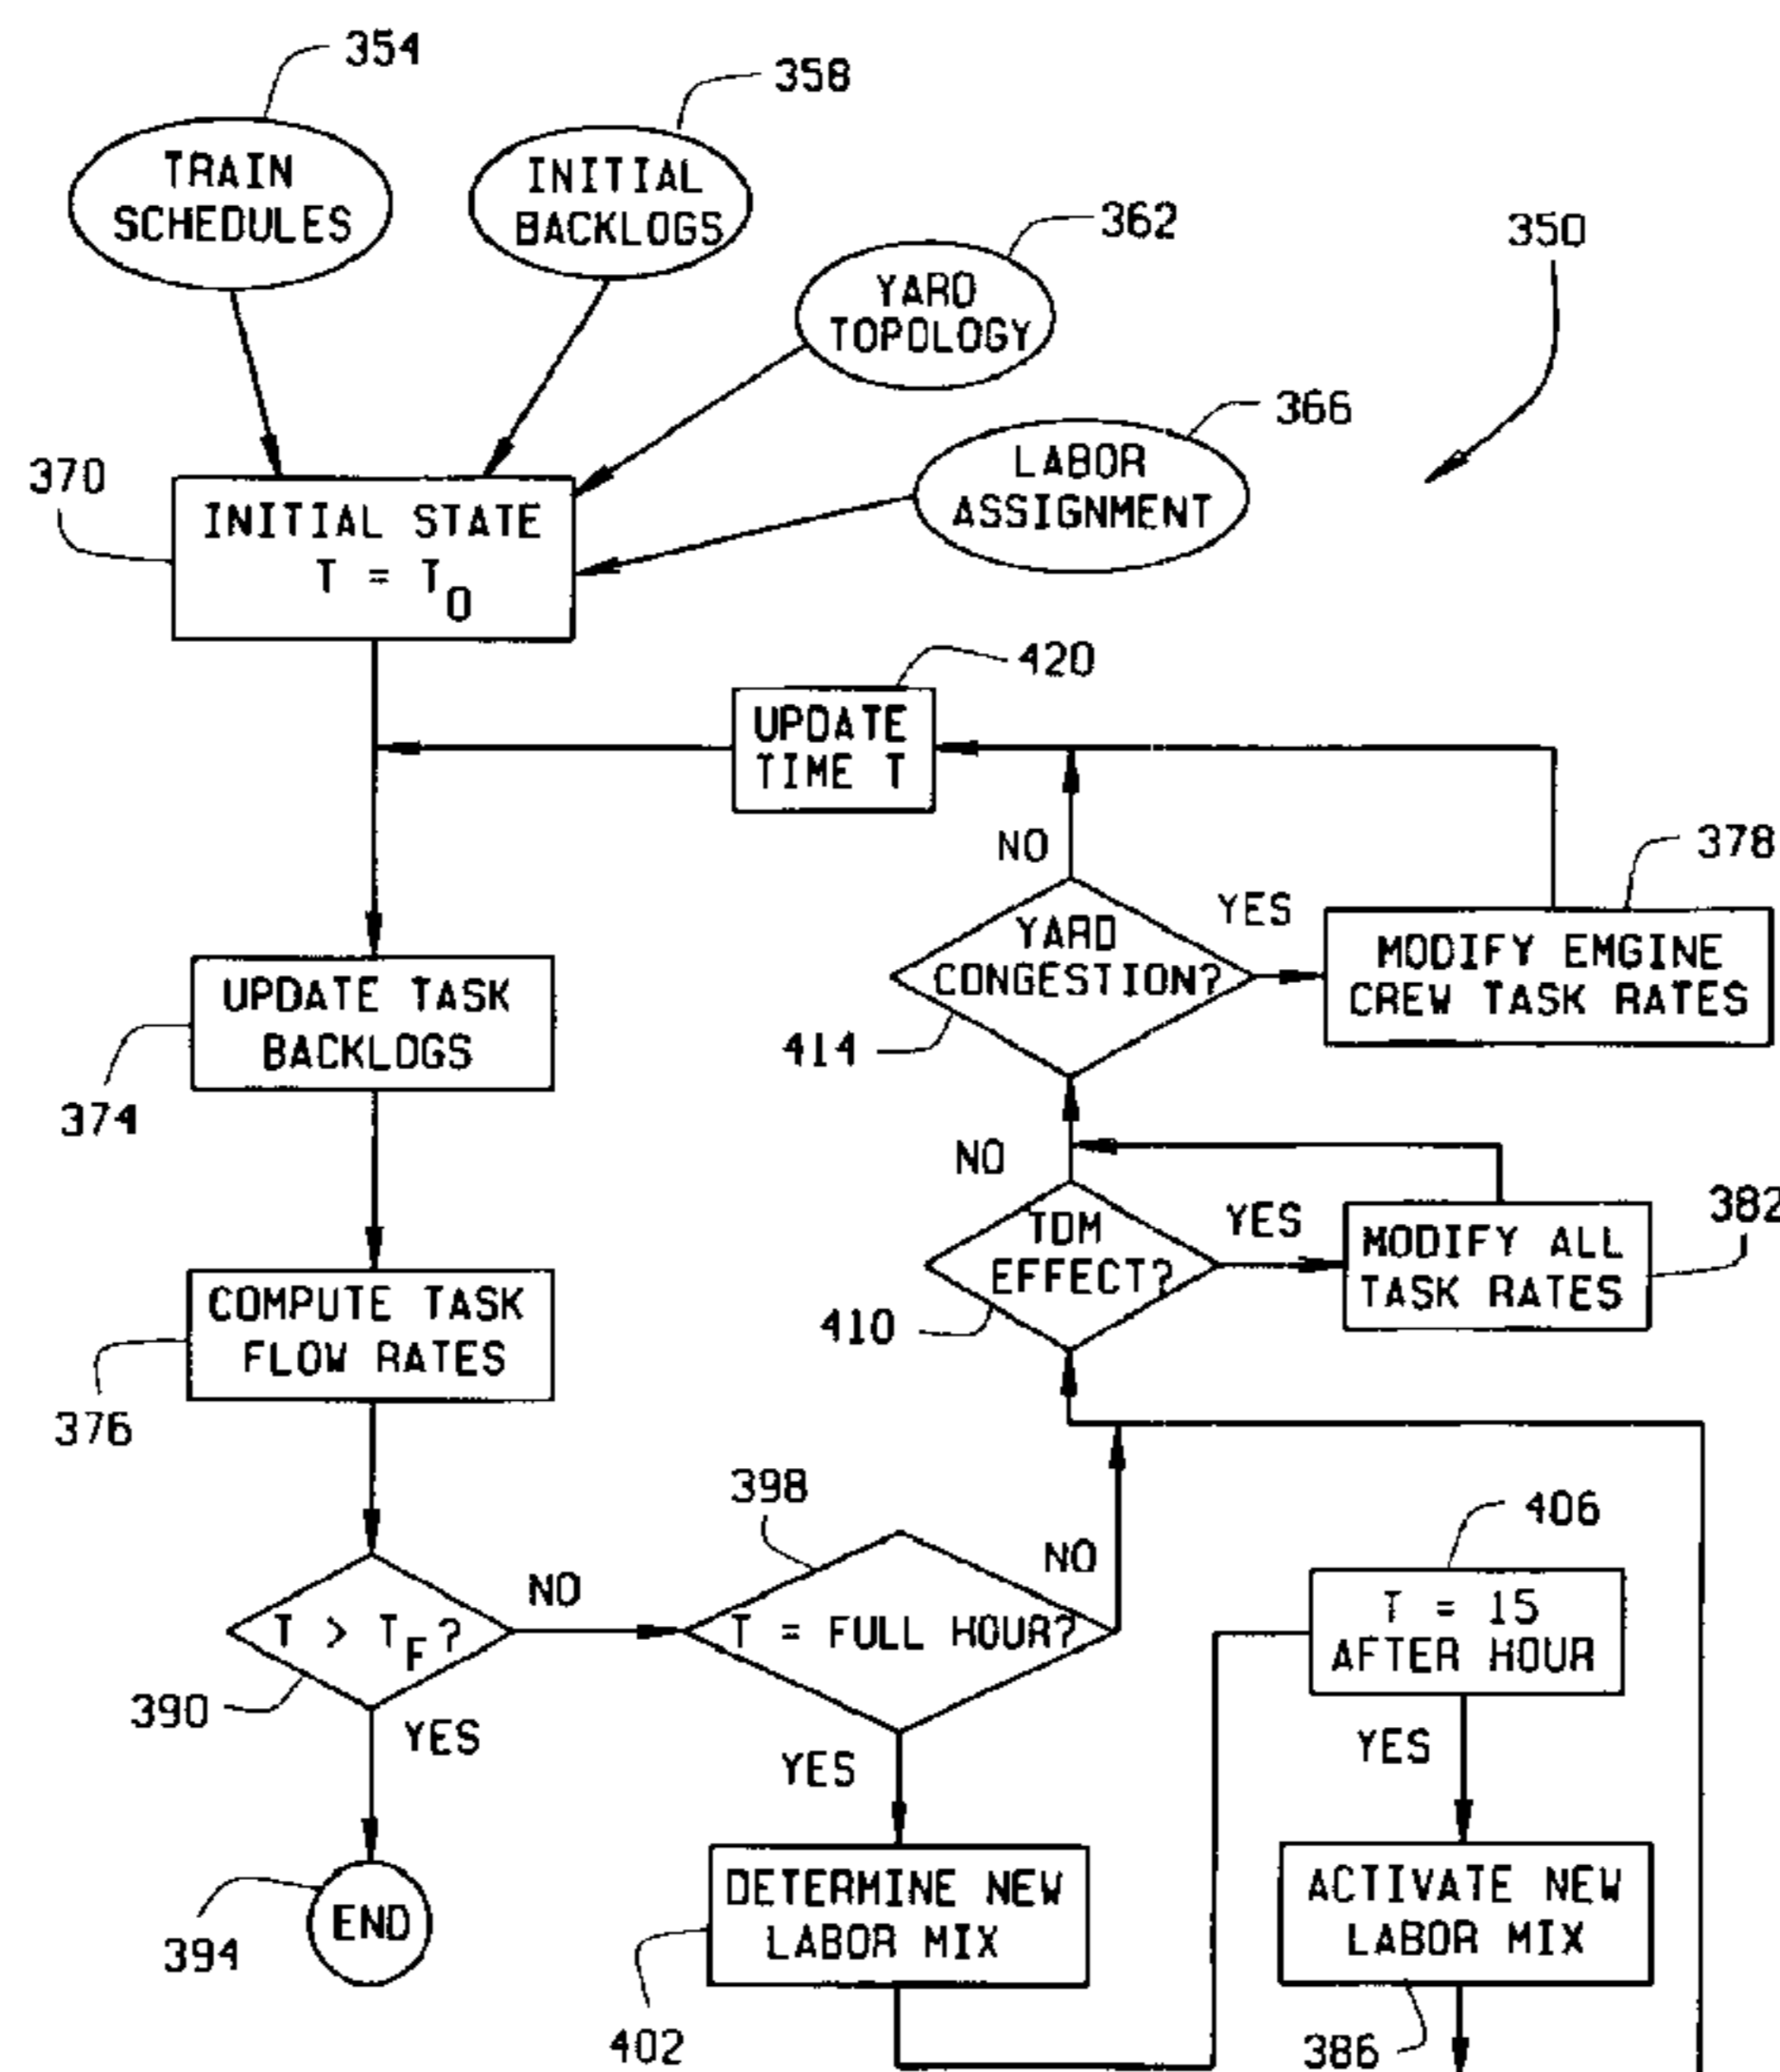 354
TRAIN
SCHEDULES
358
INITIAL
BACKLOGS
362
YARD
TOPOLOGY
350
366
LABOR
ASSIGNMENT
370
INITIAL STATE
T = T0
420
UPDATE
TIME T
NO
378
YARD
CONGESTION?
YES
MODIFY EMGINE
CREW TASK RATES
414
UPDATE TASK
BACKLOGS
374
NO
TDM
EFFECT?
YES
382
MODIFY ALL
TASK RATES
410
COMPUTE TASK
FLOW RATES
376
398
NO
406
T > TF?
NO
T = FULL HOUR?
T = 15
AFTER HOUR
390
YES
YES
YES
END
394
DETERMINE NEW
LABOR MIX
402
ACTIVATE NEW
LABOR MIX
386